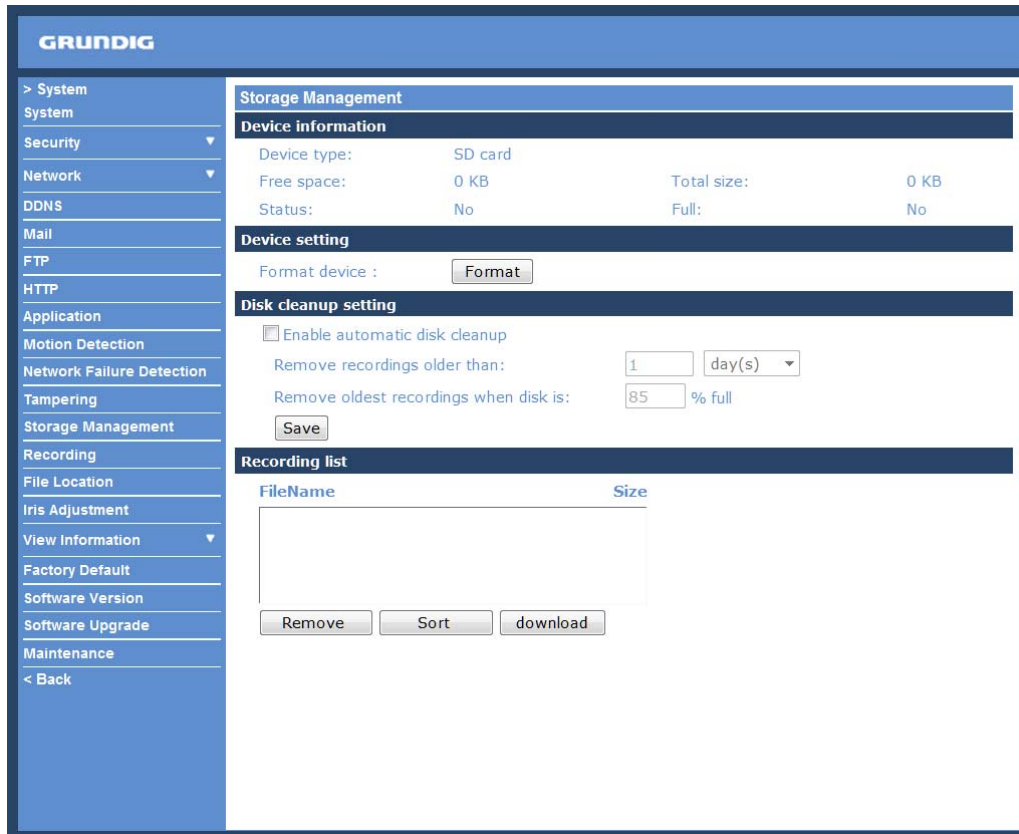 GRUNDIG
> System
System
Security
Network
DDNS
Mail
FTP
HTTP
Application
Motion Detection
Network Failure Detection
Tampering
Storage Management
Recording
File Location
Iris Adjustment
View Information
Factory Default
Software Version
Software Upgrade
Maintenance
< Back
Storage Management
Device information
Device type: SD card
Free space: 0 KB Total size: 0 KB
Status: No Full: No
Device setting
Format device : Format
Disk cleanup setting
Enable automatic disk cleanup
Remove recordings older than: 1 day(s)
Remove oldest recordings when disk is: 85 % full
Save
Recording list
FileName Size
Remove Sort download